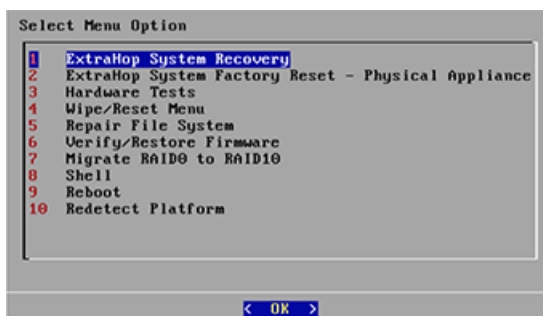 Select Menu Option
1 ExtraHop System Recovery
2 ExtraHop System Factory Reset - Physical Appliance
3 Hardware Tests
4 Wipe/Reset Menu
5 Repair File System
6 Verify/Restore Firmware
7 Migrate RAID0 to RAID10
8 Shell
9 Reboot
10 Redetect Platform
< OK >